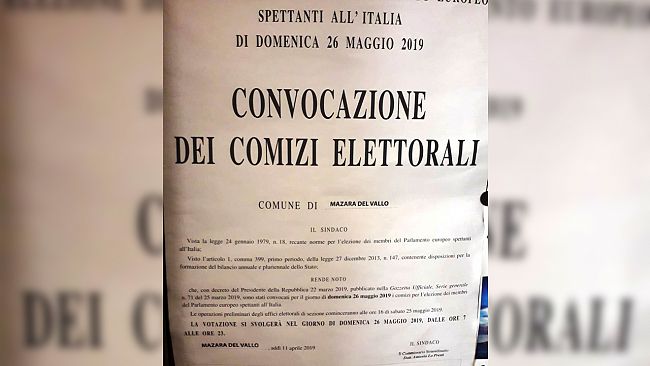 EUROPEO
SPETTANTI ALL'ITALIA
DI DOMENICA 26 MAGGIO 2019
CONVOCAZIONE
DEI COMIZI ELETTORALI
COMUNE DI MAZARA DEL VALLO
IL SINDACO
Vista la legge 24 gennaio 1979, n. 18, recante norme per l'elezione dei membri del Parlamento europeo spettanti
all'Italia;
Visto l'articolo 1, comma 399, primo periodo, della legge 27 dicembre 2013, n. 147, contenente disposizioni per la
formazione del bilancio annuale e pluriennale dello Stato;
RENDE NOTO
che, con decreto del Presidente della Repubblica 22 marzo 2019, pubblicato nella Gazzetta Ufficiale, Serie generale
n. 71 del 25 marzo 2019, sono stati convocati per il giorno di domenica 26 maggio 2019 i comizi per l'elezione dei membri
del Parlamento europeo spettanti all'Italia.
Le operazioni preliminari degli uffici elettorali di sezione cominceranno alle ore 16 di sabato 25 maggio 2019.
LA VOTAZIONE SI SVOLGERÀ NEL GIORNO DI DOMENICA 26 MAGGIO 2019, DALLE ORE 7
ALLE ORE 23.
MAZARA DEL VALLO, addì 11 aprile 2019
IL SINDACO
Il Commissario Straordinario